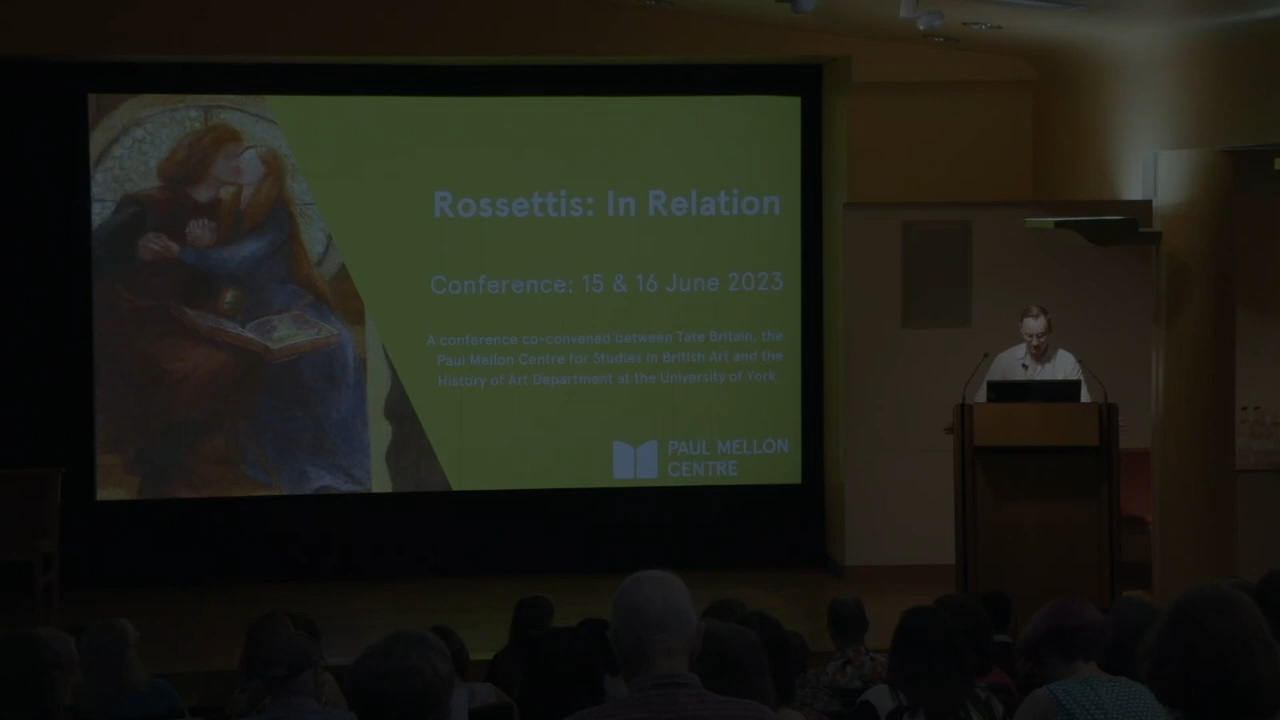 Rossettis: In Relation
Conference: 15 & 16 June 2023
A conference co-convened between Tate Britain, the
Paul Mellon Centre for Studies in British Art and the
History of Art Department at the University of York
PAUL MELLON
CENTRE